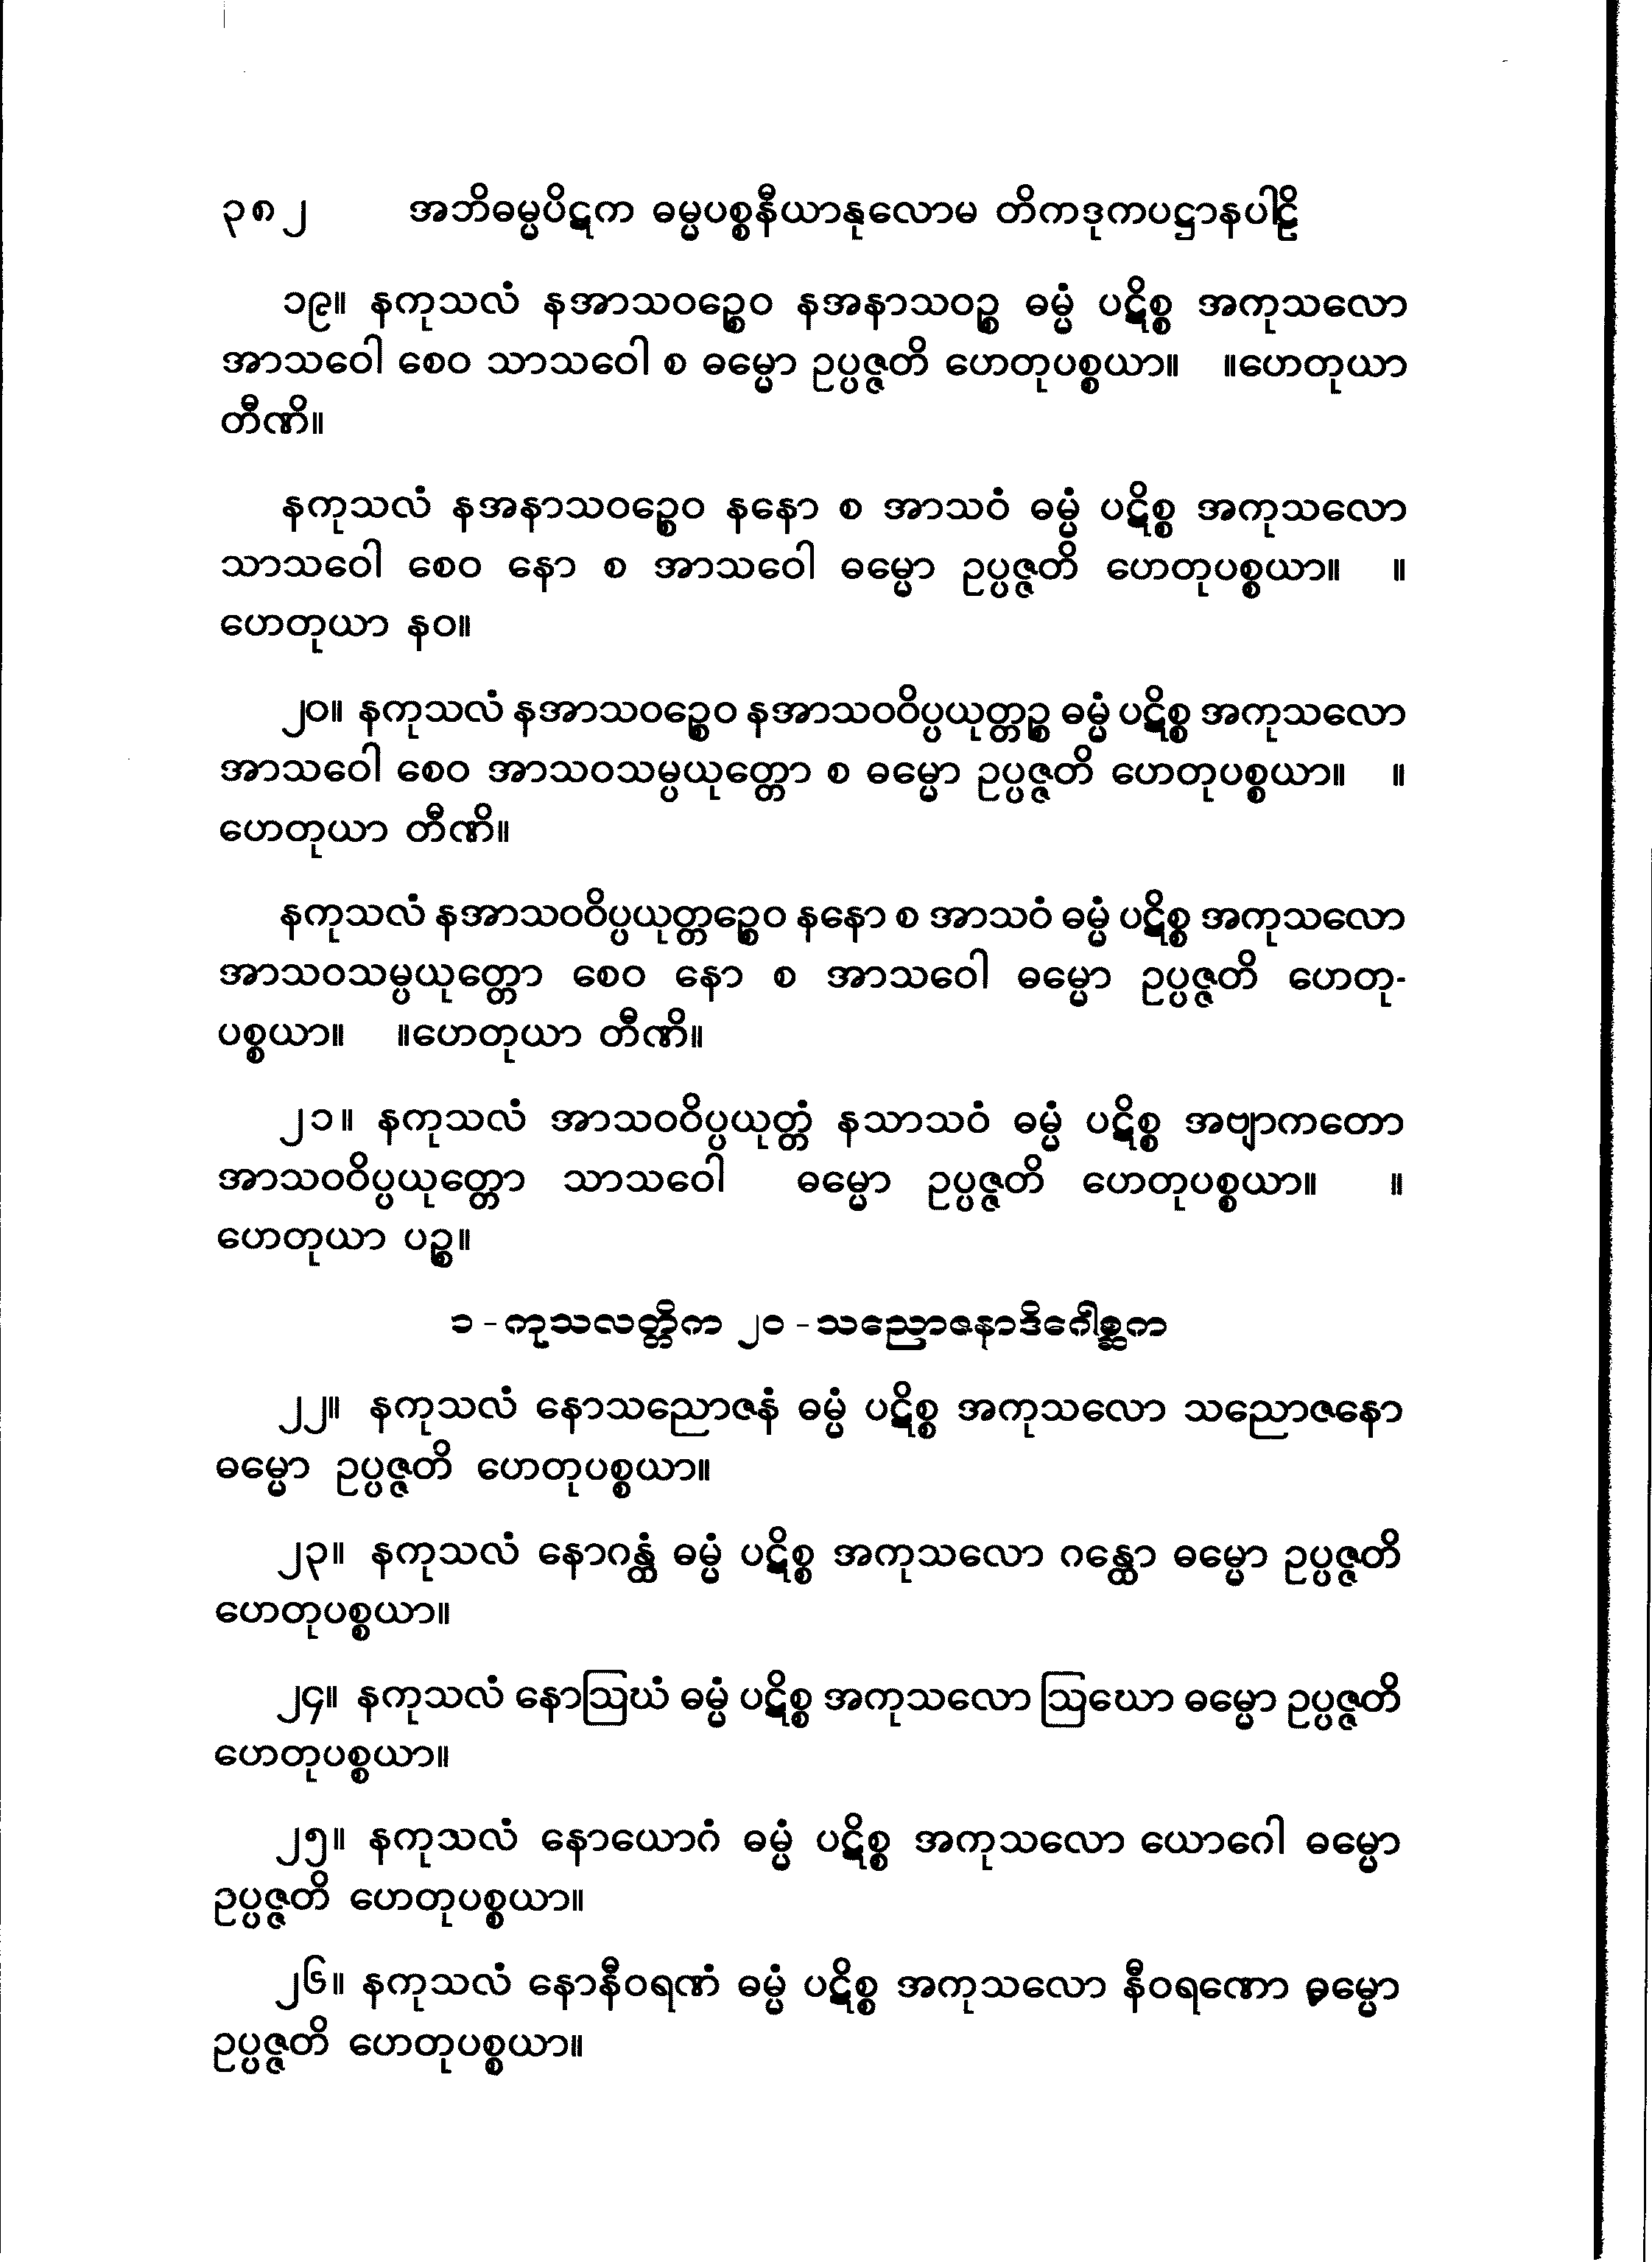 ၃၈၂ အဘိဓမ္မပိဋက ဓမ္မပစ္စနီယာနုလောမ တိကဒုကပဋ္ဌာနပါဠိ
၁၉။ နကုသလံ နအာသဝဉ္စေဝ နအနာသဝဉ္စ ဓမ္မံ ပဋိစ္စ အကုသလော
အာသဝေါ စေဝ သာသဝေါ စ ဓမ္မော ဥပ္ပဇ္ဇတိ ဟေတုပစ္စယာ။ ။ဟေတုယာ
တီဏိ။
နကုသလံ နအနာသဝဉ္စေဝ နနော စ အာသဝံ ဓမ္မံ ပဋိစ္စ အကုသလော
သာသဝေါ စေဝ နော စ အာသဝေါ ဓမ္မော ဥပ္ပဇ္ဇတိ ဟေတုပစ္စယာ။ ။
ဟေတုယာ နဝ။
၂၀။ နကုသလံ နအာသဝဉ္စေဝ နအာသဝဝိပ္ပယုတ္တဉ္စ ဓမ္မံ ပဋိစ္စ အကုသလော
အာသဝေါ စေဝ အာသဝသမ္ပယုတ္တော စ ဓမ္မော ဥပ္ပဇ္ဇတိ ဟေတုပစ္စယာ။ ။
ဟေတုယာ တီဏိ။
နကုသလံ နအာသဝဝိပ္ပယုတ္တဉ္စေဝ နနော စ အာသဝံ ဓမ္မံ ပဋိစ္စ အကုသလော
အာသဝသမ္ပယုတ္တော စေဝ နော စ အာသဝေါ ဓမ္မော ဥပ္ပဇ္ဇတိ ဟေတု-
ပစ္စယာ။ ။ဟေတုယာ တီဏိ။
၂၁။ နကုသလံ အာသဝဝိပ္ပယုတ္တံ နသာသဝံ ဓမ္မံ ပဋိစ္စ အဗျာကတော
အာသဝဝိပ္ပယုတ္တော သာသဝေါ ဓမ္မော ဥပ္ပဇ္ဇတိ ဟေတုပစ္စယာ။ ။
ဟေတုယာ ပဉ္စ။
၁ - ကုသလတ္တိက ၂၀ - သညောဇနာဒိဂေါစ္ဆက
၂၂။ နကုသလံ နောသညောဇနံ ဓမ္မံ ပဋိစ္စ အကုသလော သညောဇနော
ဓမ္မော ဥပ္ပဇ္ဇတိ ဟေတုပစ္စယာ။
၂၃။ နကုသလံ နောဂန္ထံ ဓမ္မံ ပဋိစ္စ အကုသလော ဂန္ထော ဓမ္မော ဥပ္ပဇ္ဇတိ
ဟေတုပစ္စယာ။
၂၄။ နကုသလံ နောဩဃံ ဓမ္မံ ပဋိစ္စ အကုသလော ဩဃော ဓမ္မော ဥပ္ပဇ္ဇတိ
ဟေတုပစ္စယာ။
၂၅။ နကုသလံ နောယောဂံ ဓမ္မံ ပဋိစ္စ အကုသလော ယောဂေါ ဓမ္မော
ဥပ္ပဇ္ဇတိ ဟေတုပစ္စယာ။
၂၆။ နကုသလံ နောနီဝရဏံ ဓမ္မံ ပဋိစ္စ အကုသလော နီဝရဏော ဓမ္မော
ဥပ္ပဇ္ဇတိ ဟေတုပစ္စယာ။